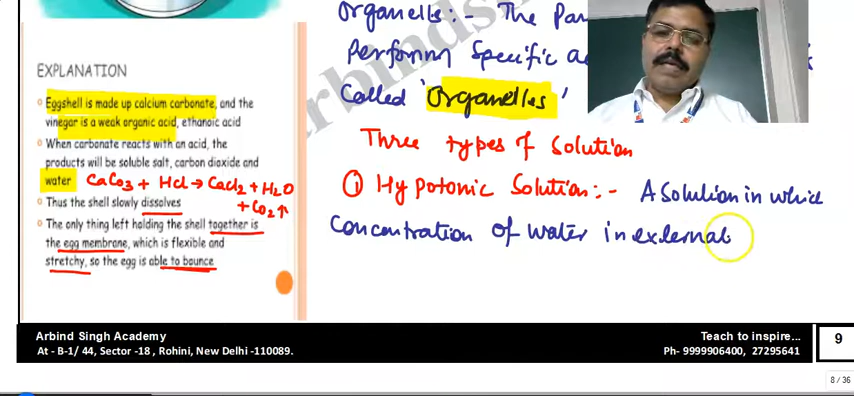 EXPLANATION
Eggshell is made up calcium carbonate, and the
vinegar is a weak organic acid, ethanoic acid
When carbonate reacts with an acid, the
products will be soluble salt, carbon dioxide and
water
CaCo3 + Hcl → Cacl2 + H2O
+ Co2 ↑
Thus the shell slowly dissolves
The only thing left holding the shell together is
the egg membrane, which is flexible and
stretchy, so the egg is able to bounce
Organelles:- The Par
Performing Specific a
Called 'Organelles'
Three types of Solution
① Hypotonic Solution:- A Solution in which
Concentration of water in external
Arbind Singh Academy
At - B-1/ 44, Sector -18 , Rohini, New Delhi -110089.
Teach to inspire...
Ph- 9999906400, 27295641
9
8 / 36